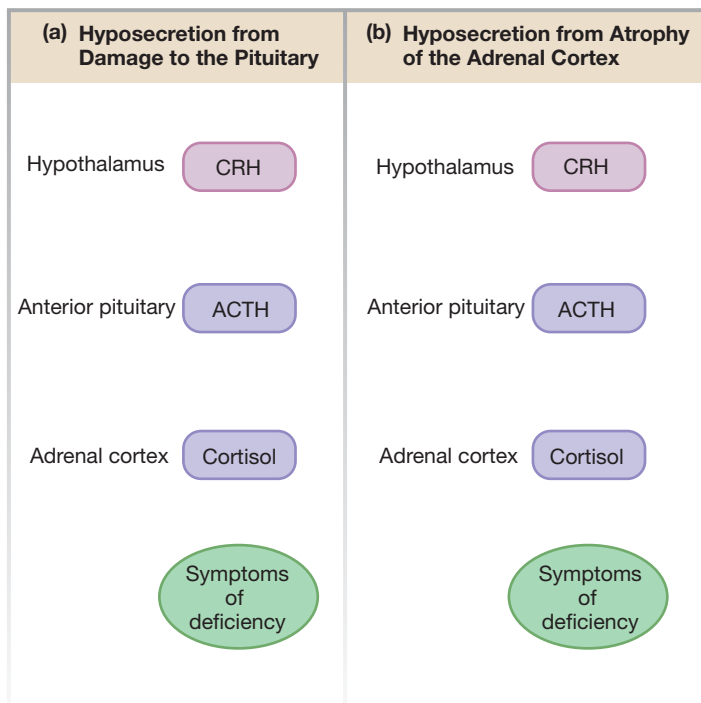 (a) Hyposecretion from
Damage to the Pituitary
Hypothalamus CRH
Anterior pituitary ACTH
Adrenal cortex Cortisol
Symptoms
of
deficiency
(b) Hyposecretion from Atrophy
of the Adrenal Cortex
Hypothalamus CRH
Anterior pituitary ACTH
Adrenal cortex Cortisol
Symptoms
of
deficiency